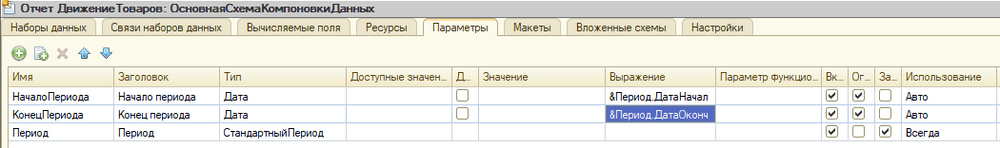 Отчет ДвижениеТоваров: ОсновнаяСхемаКомпоновкиДанных
Наборы данных Связи наборов данных Вычисляемые поля Ресурсы Параметры Макеты Вложенные схемы Настройки
Имя Заголовок Тип Доступные значен... Д... Значение Выражение Параметр функцио... Вк... Ог... За... Использование
НачалоПериода Начало периода Дата &Период.ДатаНачал Авто
КонецПериода Конец периода Дата &Период.ДатаОконч Авто
Период Период СтандартныйПериод Всегда